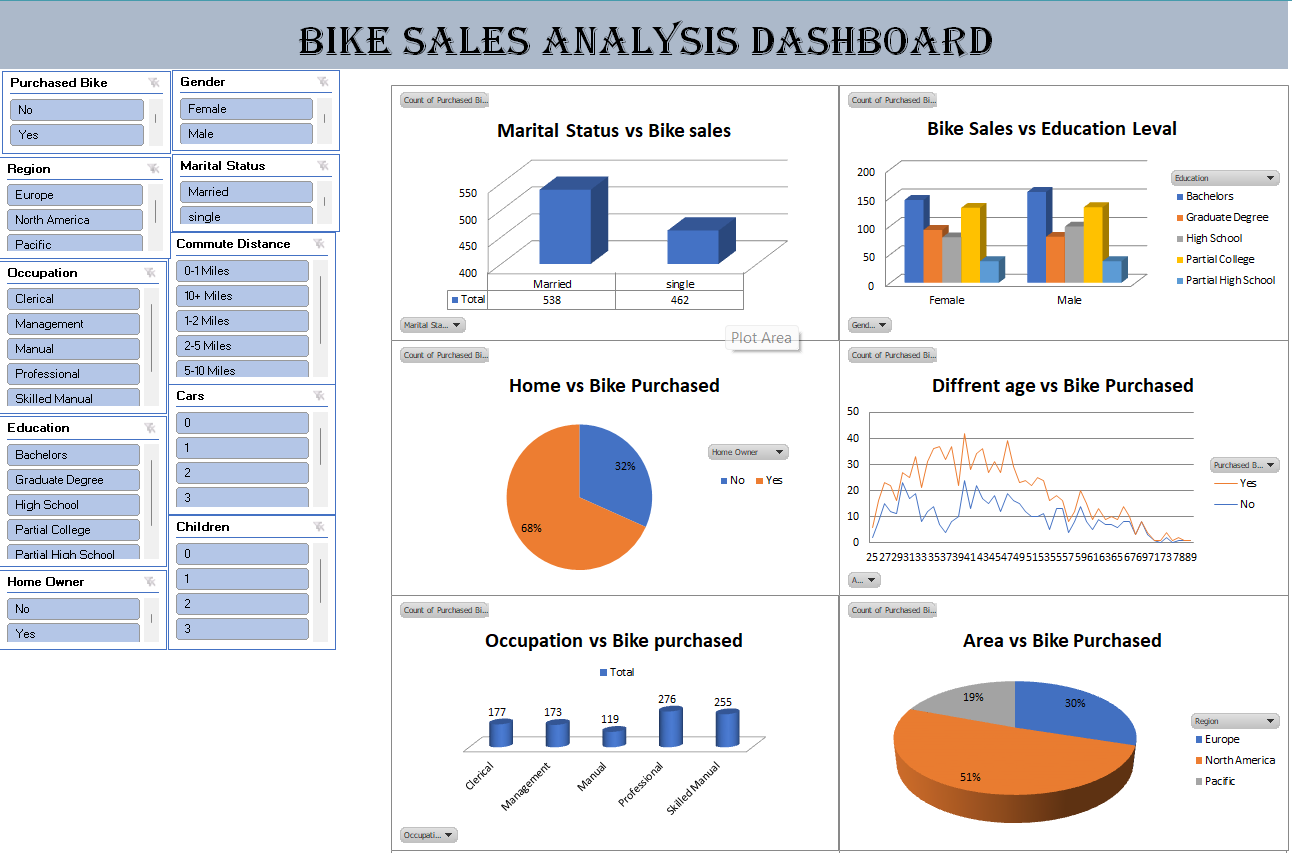 BIKE SALES ANALYSIS DASHBOARD
Purchased Bike
No
Yes
Gender
Female
Male
Region
Europe
North America
Pacific
Marital Status
Married
single
Occupation
Clerical
Management
Manual
Professional
Skilled Manual
Commute Distance
0-1 Miles
10+ Miles
1-2 Miles
2-5 Miles
5-10 Miles
Education
Bachelors
Graduate Degree
High School
Partial College
Partial High School
Cars
0
1
2
3
Home Owner
No
Yes
Children
0
1
2
3
Count of Purchased Bi...
Marital Status vs Bike sales
550
500
450
400
Married single
Total 538 462
Marital Sta...
Plot Area
Count of Purchased Bi...
Bike Sales vs Education Leval
200
150
100
50
0
Female Male
Education
Bachelors
Graduate Degree
High School
Partial College
Partial High School
Gend...
Count of Purchased Bi...
Home vs Bike Purchased
32%
68%
Home Owner
No Yes
Count of Purchased Bi...
Diffrent age vs Bike Purchased
50
40
30
20
10
0
25272931333537394143454749515355575961636567697173 7889
Purchased B...
Yes
No
A...
Count of Purchased Bi...
Occupation vs Bike purchased
Total
177 173 119 276 255
Clerical Management Manual Professional Skilled Manual
Occupati...
Count of Purchased Bi...
Area vs Bike Purchased
19% 30%
51%
Region
Europe
North America
Pacific